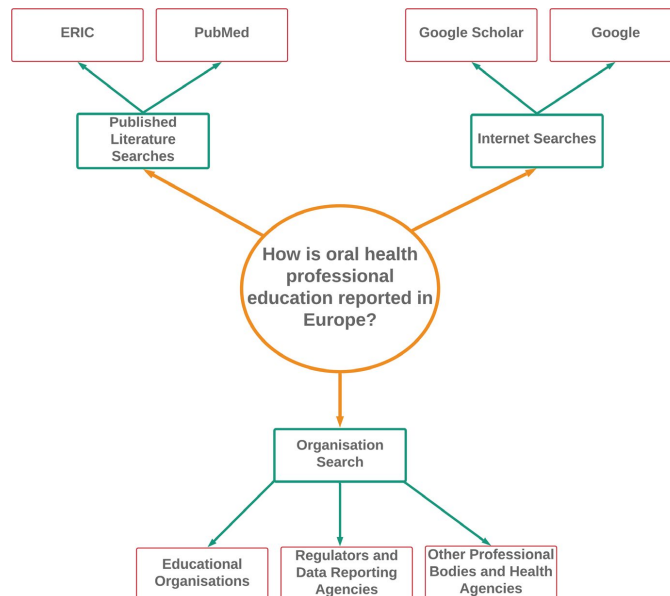 ERIC
PubMed
Google Scholar
Google
Published
Literature
Searches
Internet Searches
How is oral health
professional
education reported in
Europe?
Organisation
Search
Educational
Organisations
Regulators and
Data Reporting
Agencies
Other Professional
Bodies and Health
Agencies